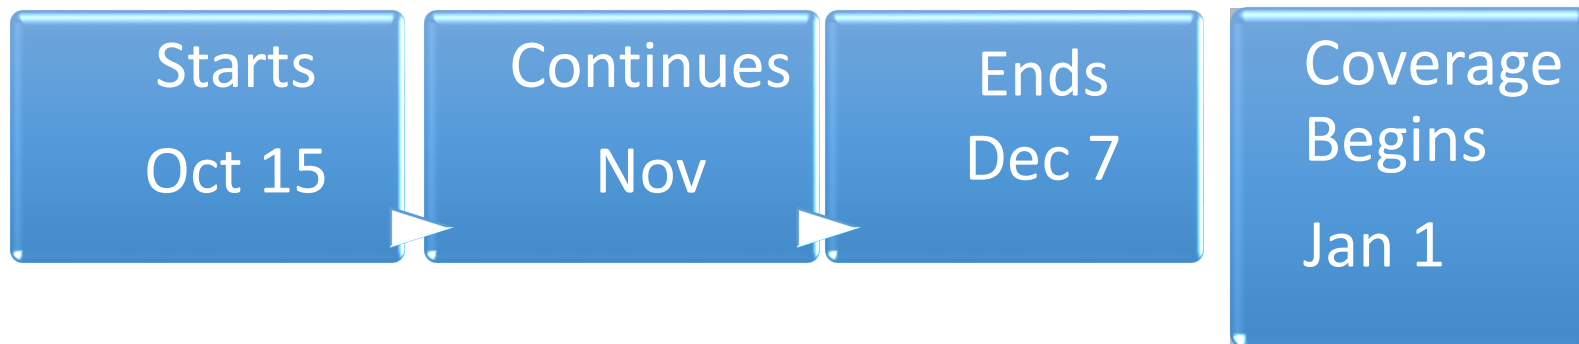 Starts
Oct 15
Continues
Nov
Ends
Dec 7
Coverage
Begins
Jan 1